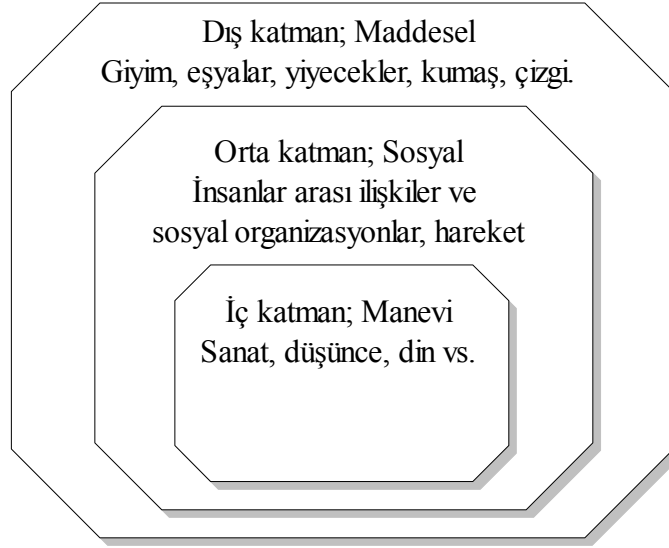 Dış katman; Maddesel
Giyim, eşyalar, yiyecekler, kumaş, çizgi.
Orta katman; Sosyal
İnsanlar arası ilişkiler ve
sosyal organizasyonlar, hareket
İç katman; Manevi
Sanat, düşünce, din vs.